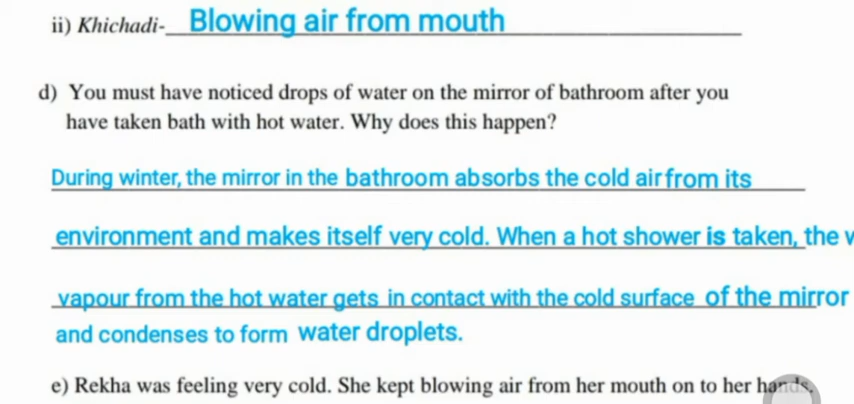 ii) Khichadi- Blowing air from mouth
d) You must have noticed drops of water on the mirror of bathroom after you
have taken bath with hot water. Why does this happen?
During winter, the mirror in the bathroom absorbs the cold air from its
environment and makes itself very cold. When a hot shower is taken, the
vapour from the hot water gets in contact with the cold surface of the mirror
and condenses to form water droplets.
e) Rekha was feeling very cold. She kept blowing air from her mouth on to her hands.